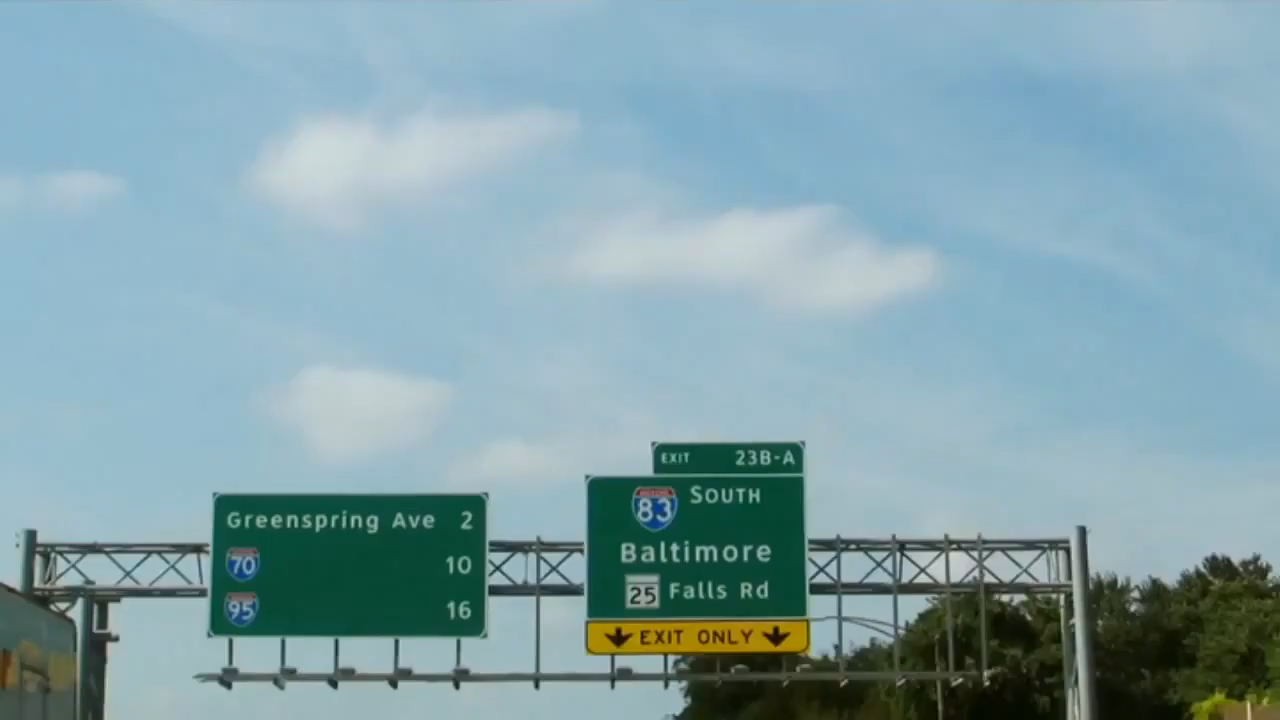 Greenspring Ave 2
70 10
95 16
EXIT 23B-A
83 SOUTH
Baltimore
25 Falls Rd
EXIT ONLY